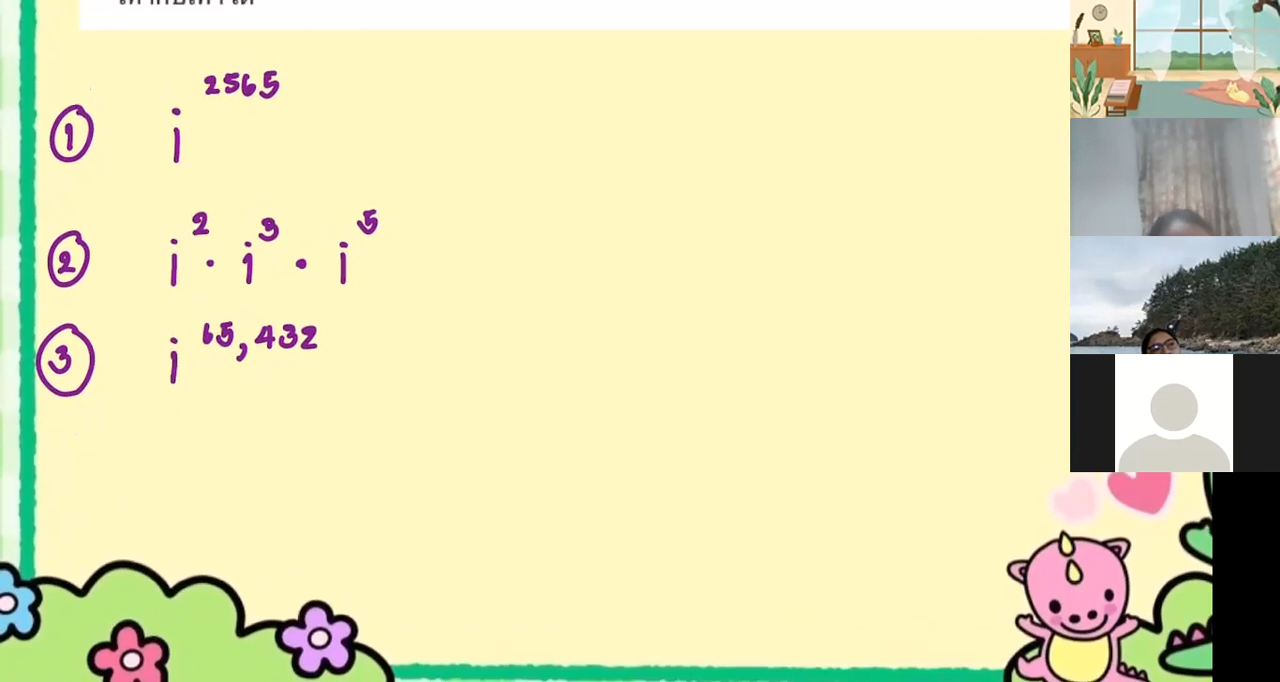 ① i^2565
② i^2 · i^3 · i^5
③ i^65,432